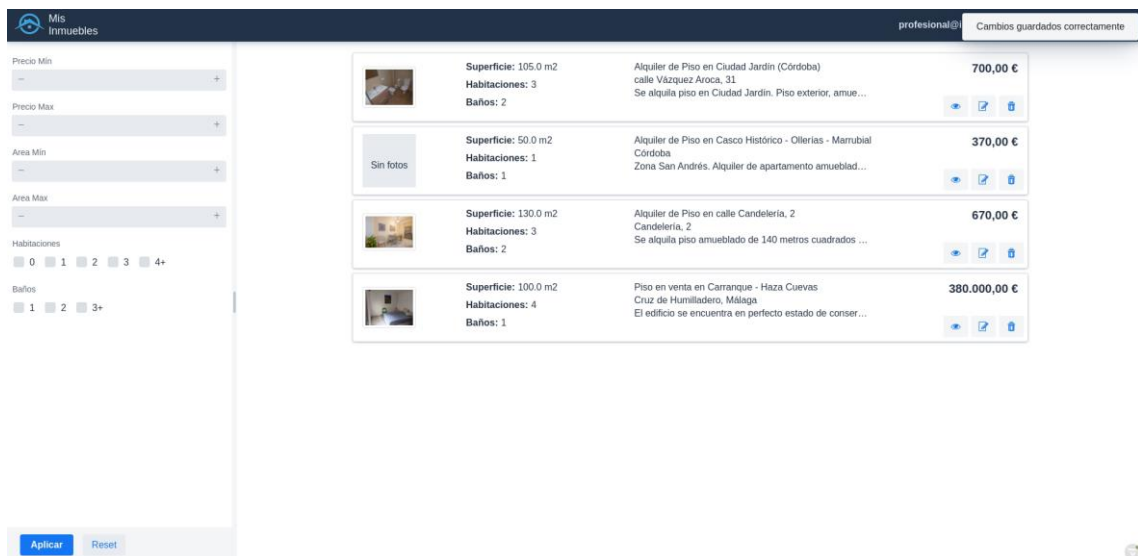 Mis
Inmuebles
profesional@i
Cambios guardados correctamente
Precio Mín
Precio Max
Area Mín
Area Max
Habitaciones
0 1 2 3 4+
Baños
1 2 3+
Aplicar Reset
Superficie: 105.0 m2
Habitaciones: 3
Baños: 2
Alquiler de Piso en Ciudad Jardín (Córdoba)
calle Vázquez Aroca, 31
Se alquila piso en Ciudad Jardín. Piso exterior, amue…
700,00 €
Sin fotos
Superficie: 50.0 m2
Habitaciones: 1
Baños: 1
Alquiler de Piso en Casco Histórico - Ollerías - Marrubial
Córdoba
Zona San Andrés. Alquiler de apartamento amueblad…
370,00 €
Superficie: 130.0 m2
Habitaciones: 3
Baños: 2
Alquiler de Piso en calle Candelería, 2
Candelería, 2
Se alquila piso amueblado de 140 metros cuadrados …
670,00 €
Superficie: 100.0 m2
Habitaciones: 4
Baños: 1
Piso en venta en Carranque - Haza Cuevas
Cruz de Humilladero, Málaga
El edificio se encuentra en perfecto estado de conser…
380.000,00 €